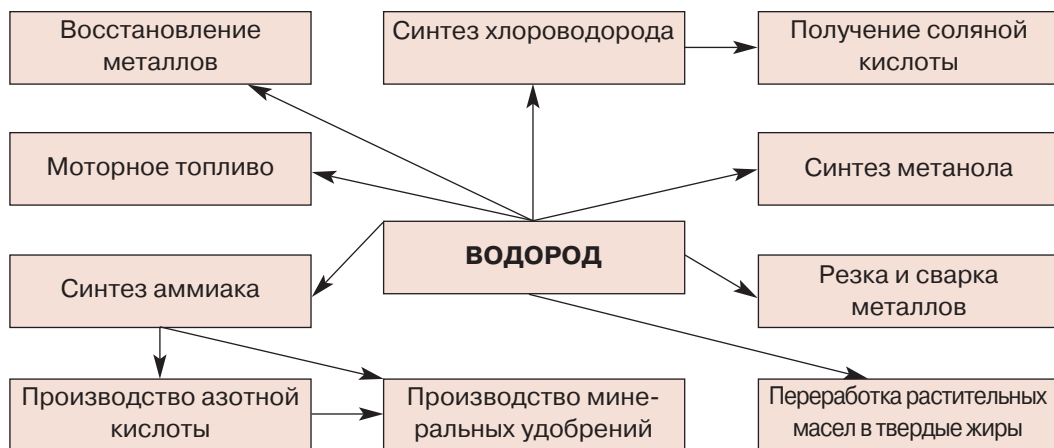 Восстановление
металлов
Синтез хлороводорода
Получение соляной
кислоты
Моторное топливо
Синтез метанола
ВОДОРОД
Синтез аммиака
Резка и сварка
металлов
Производство азотной
кислоты
Производство мине-
ральных удобрений
Переработка растительных
масел в твердые жиры